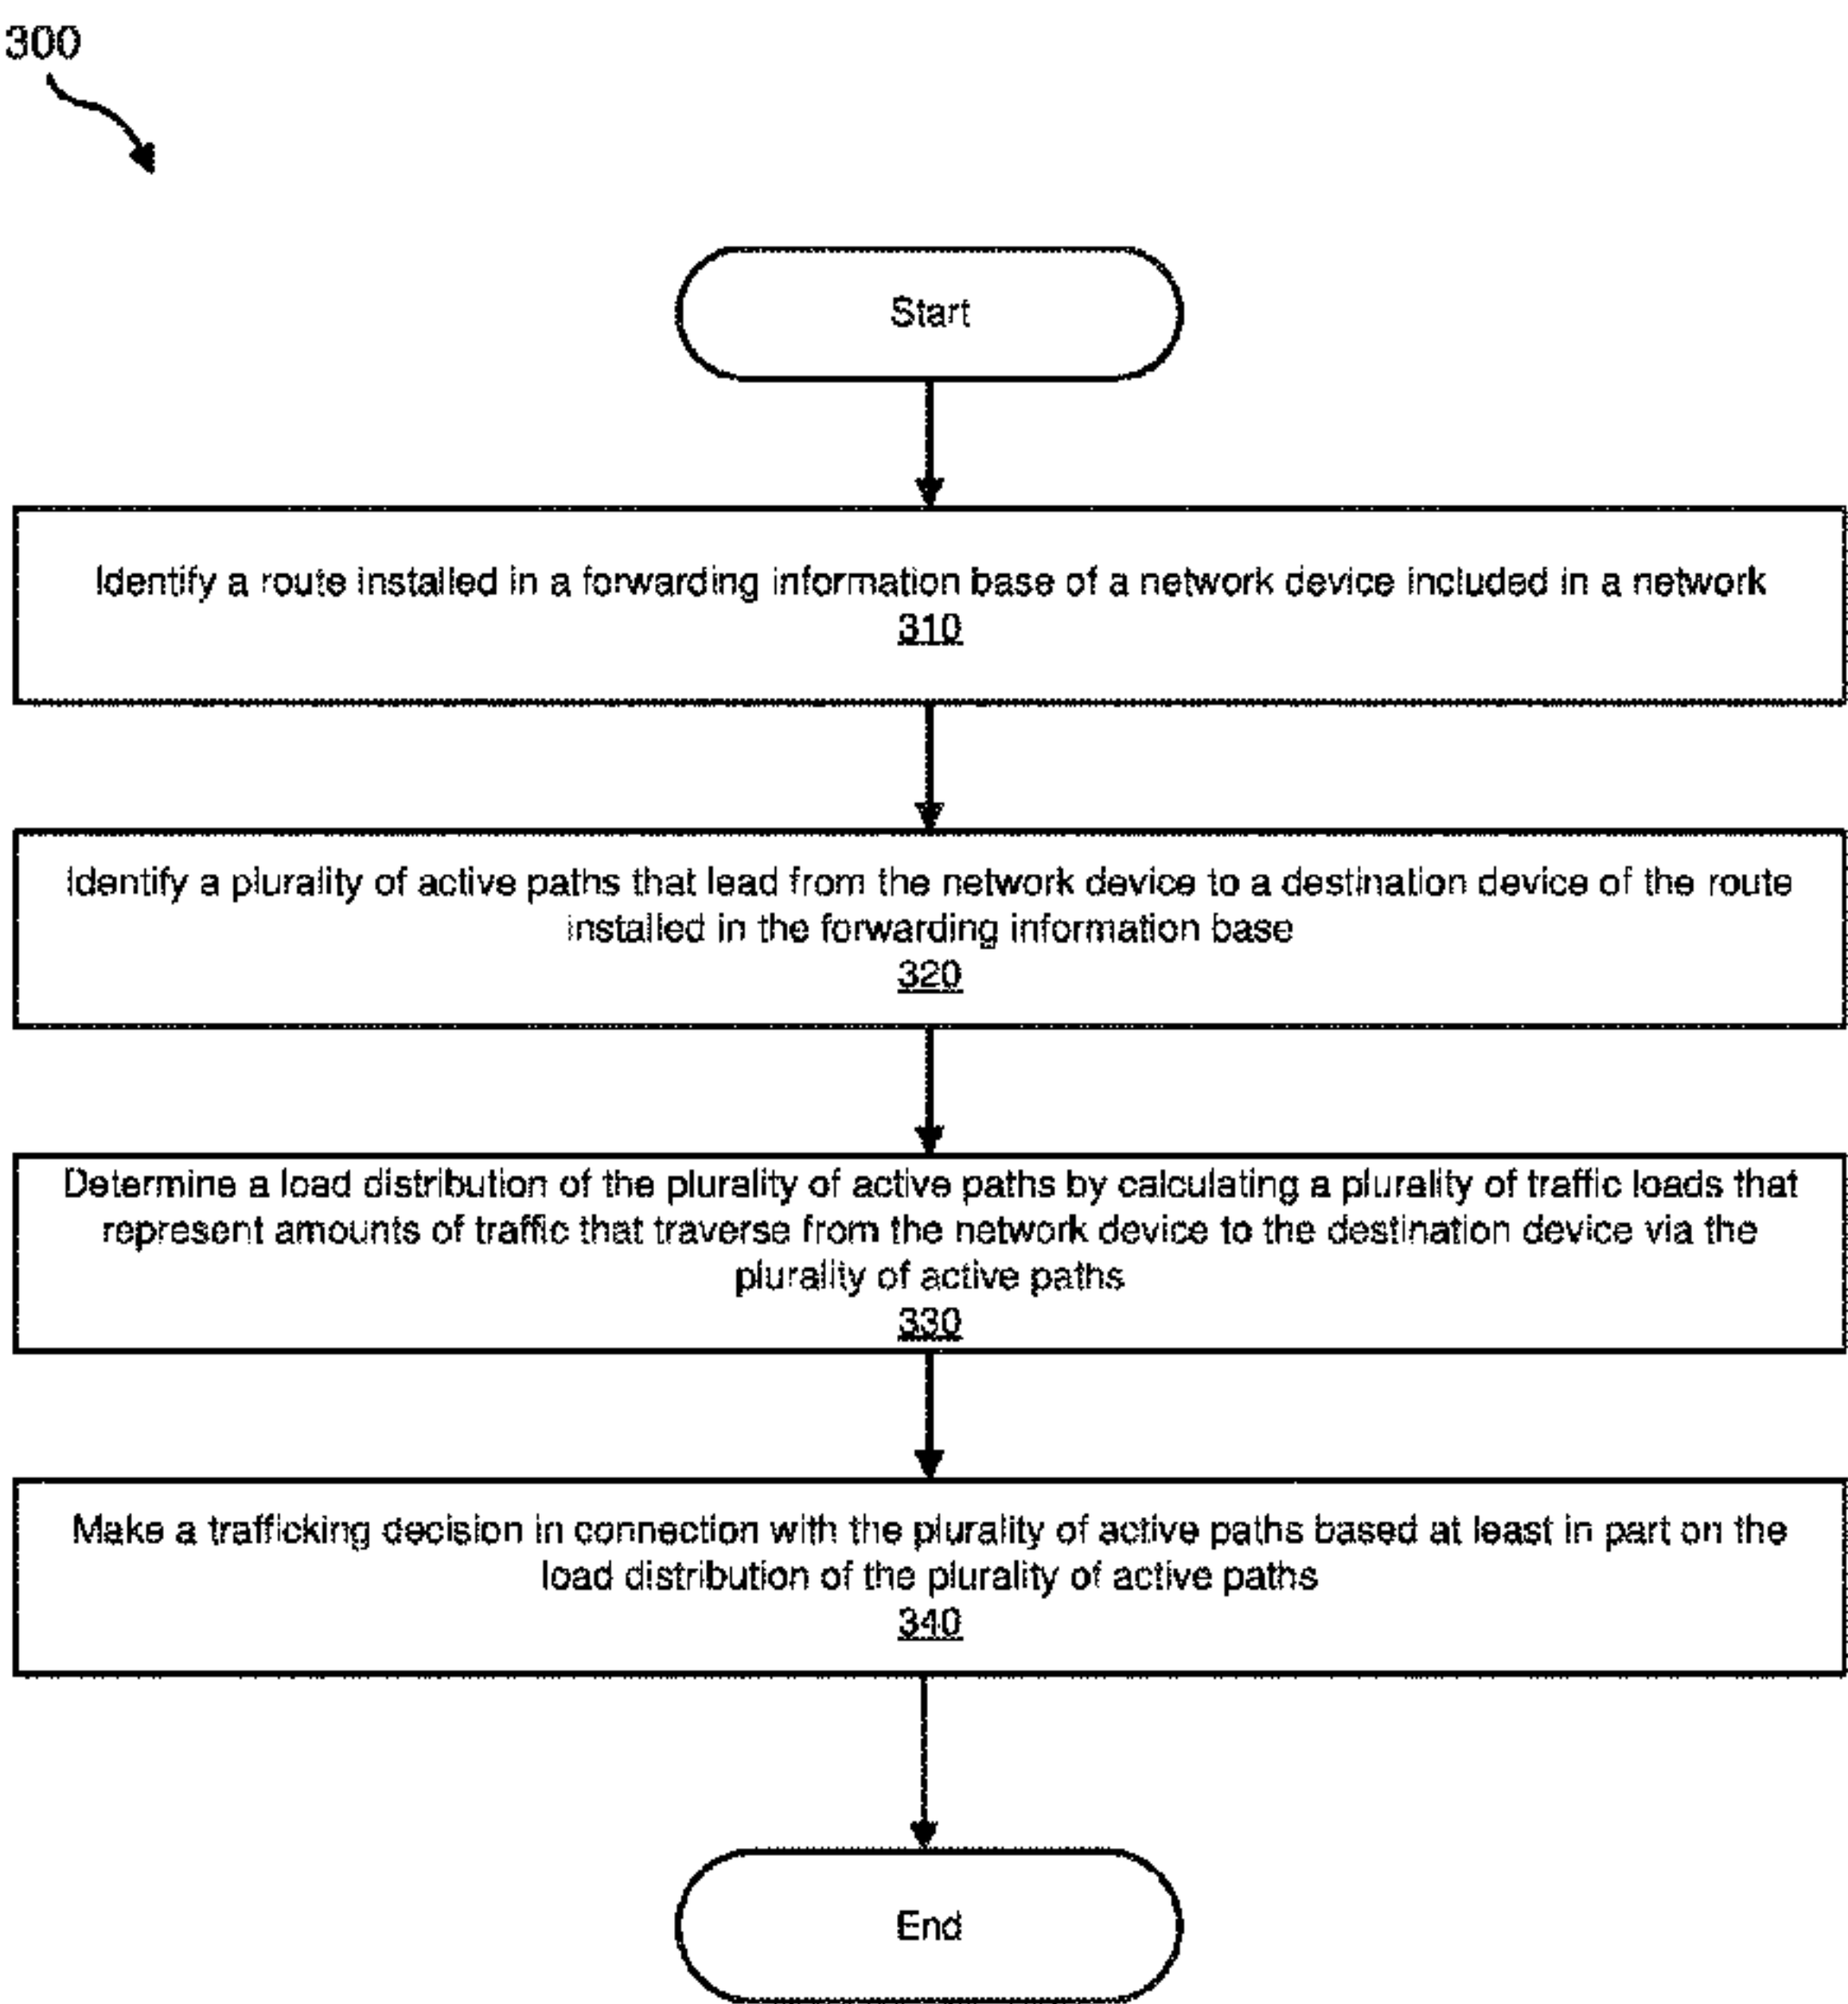 300
Start
Identify a route installed in a forwarding information base of a network device included in a network
310
Identify a plurality of active paths that lead from the network device to a destination device of the route
installed in the forwarding information base
320
Determine a load distribution of the plurality of active paths by calculating a plurality of traffic loads that
represent amounts of traffic that traverse from the network device to the destination device via the
plurality of active paths
330
Make a trafficking decision in connection with the plurality of active paths based at least in part on the
load distribution of the plurality of active paths
340
End